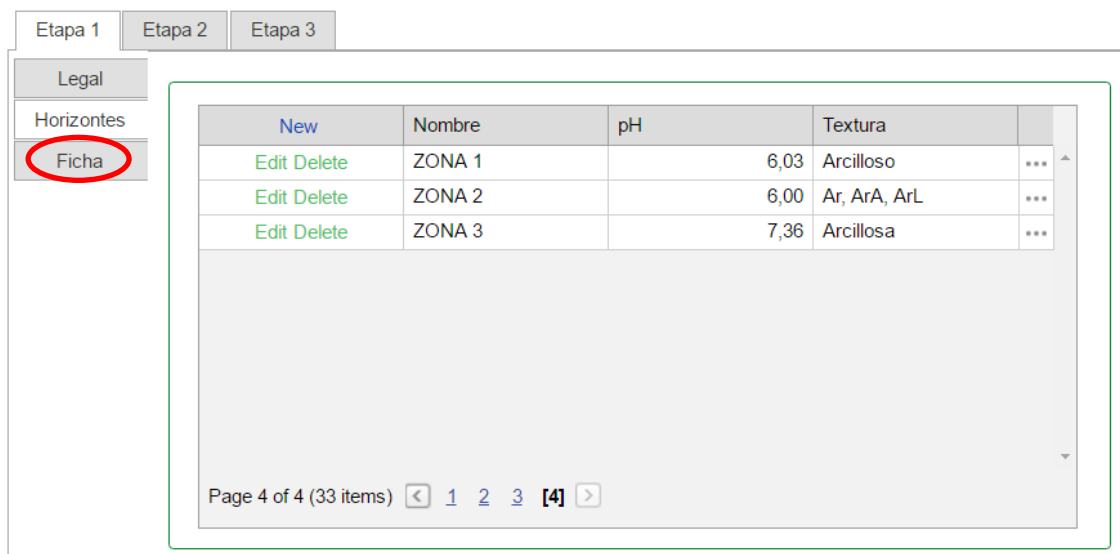 Etapa 1 Etapa 2 Etapa 3
Legal
Horizontes
Ficha
New Nombre pH Textura
Edit Delete ZONA 1 6,03 Arcilloso ...
Edit Delete ZONA 2 6,00 Ar, ArA, ArL ...
Edit Delete ZONA 3 7,36 Arcillosa ...
Page 4 of 4 (33 items) < 1 2 3 [4] >